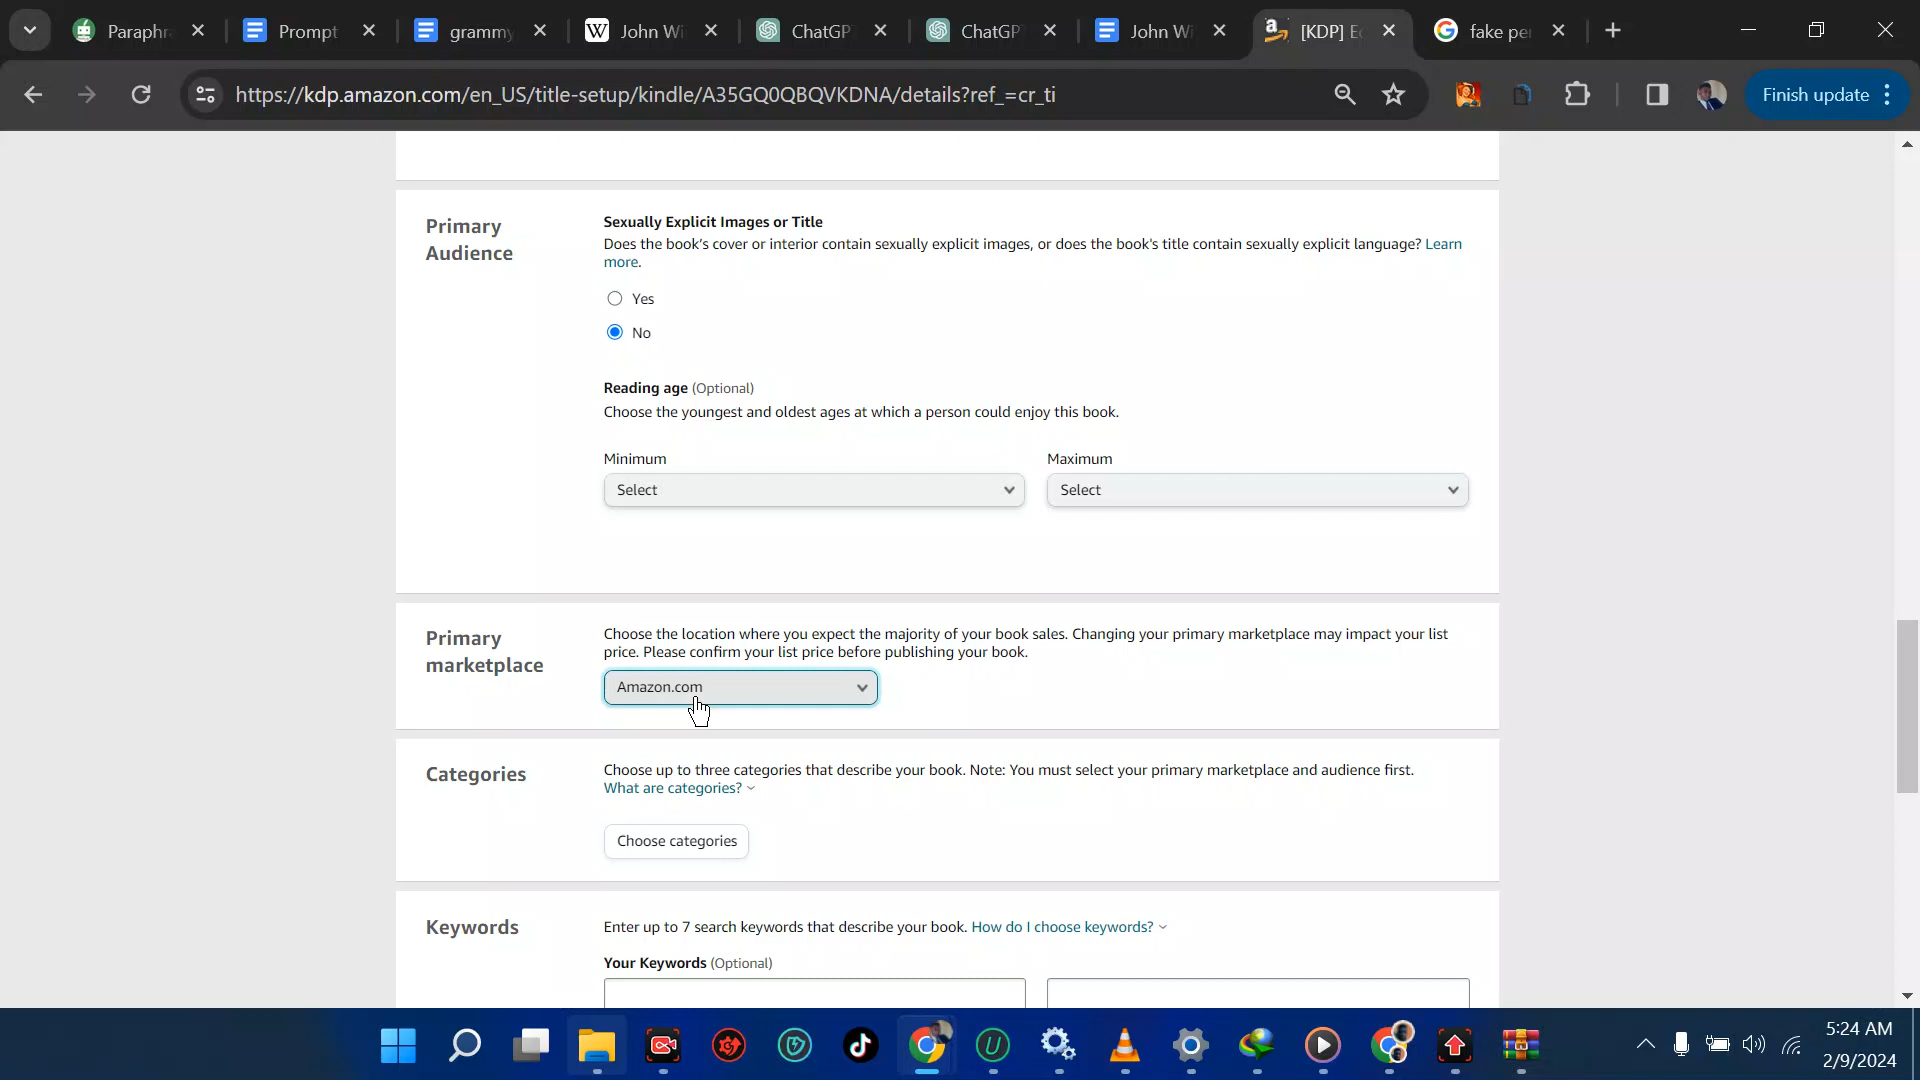 Paraphra
Prompt
grammy
John Wi
ChatGP
ChatGP
John Wi
[KDP] Ec
fake per
https://kdp.amazon.com/en_US/title-setup/kindle/A35GQ0QBQVKDNA/details?ref_=cr_ti
Finish update
Primary
Audience
Sexually Explicit Images or Title
Does the book's cover or interior contain sexually explicit images, or does the book's title contain sexually explicit language? Learn
more.
Yes
No
Reading age (Optional)
Choose the youngest and oldest ages at which a person could enjoy this book.
Minimum
Maximum
Select
Select
Primary
marketplace
Choose the location where you expect the majority of your book sales. Changing your primary marketplace may impact your list
price. Please confirm your list price before publishing your book.
Amazon.com
Categories
Choose up to three categories that describe your book. Note: You must select your primary marketplace and audience first.
What are categories?
Choose categories
Keywords
Enter up to 7 search keywords that describe your book. How do I choose keywords?
Your Keywords (Optional)
5:24 AM
2/9/2024